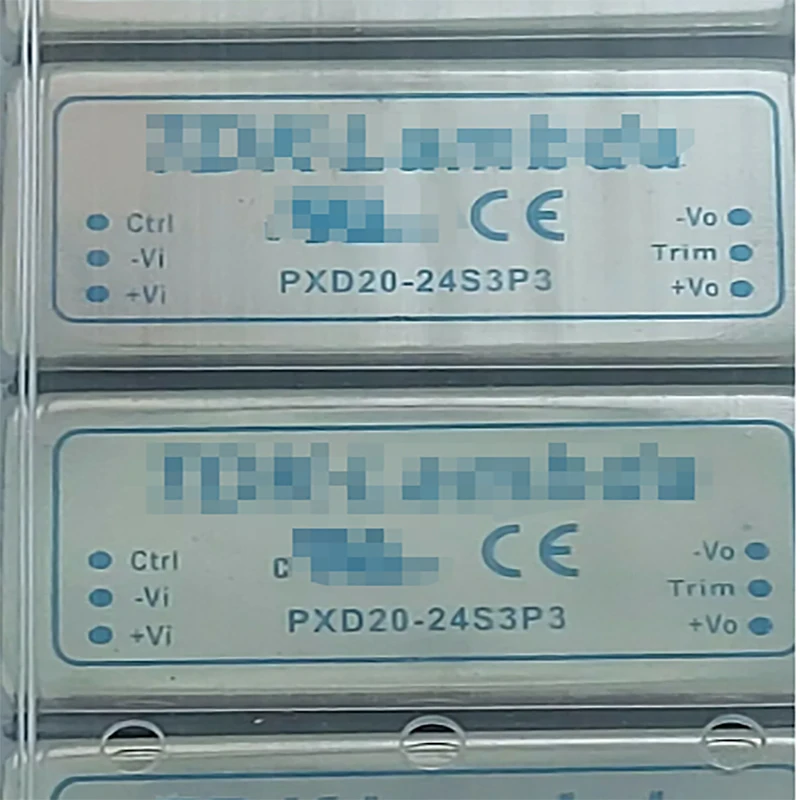 CE
Ctrl
-Vi
+Vi
-Vo
Trim
+Vo
PXD20-24S3P3
c
CE
Ctrl
-Vi
+Vi
-Vo
Trim
+Vo
PXD20-24S3P3